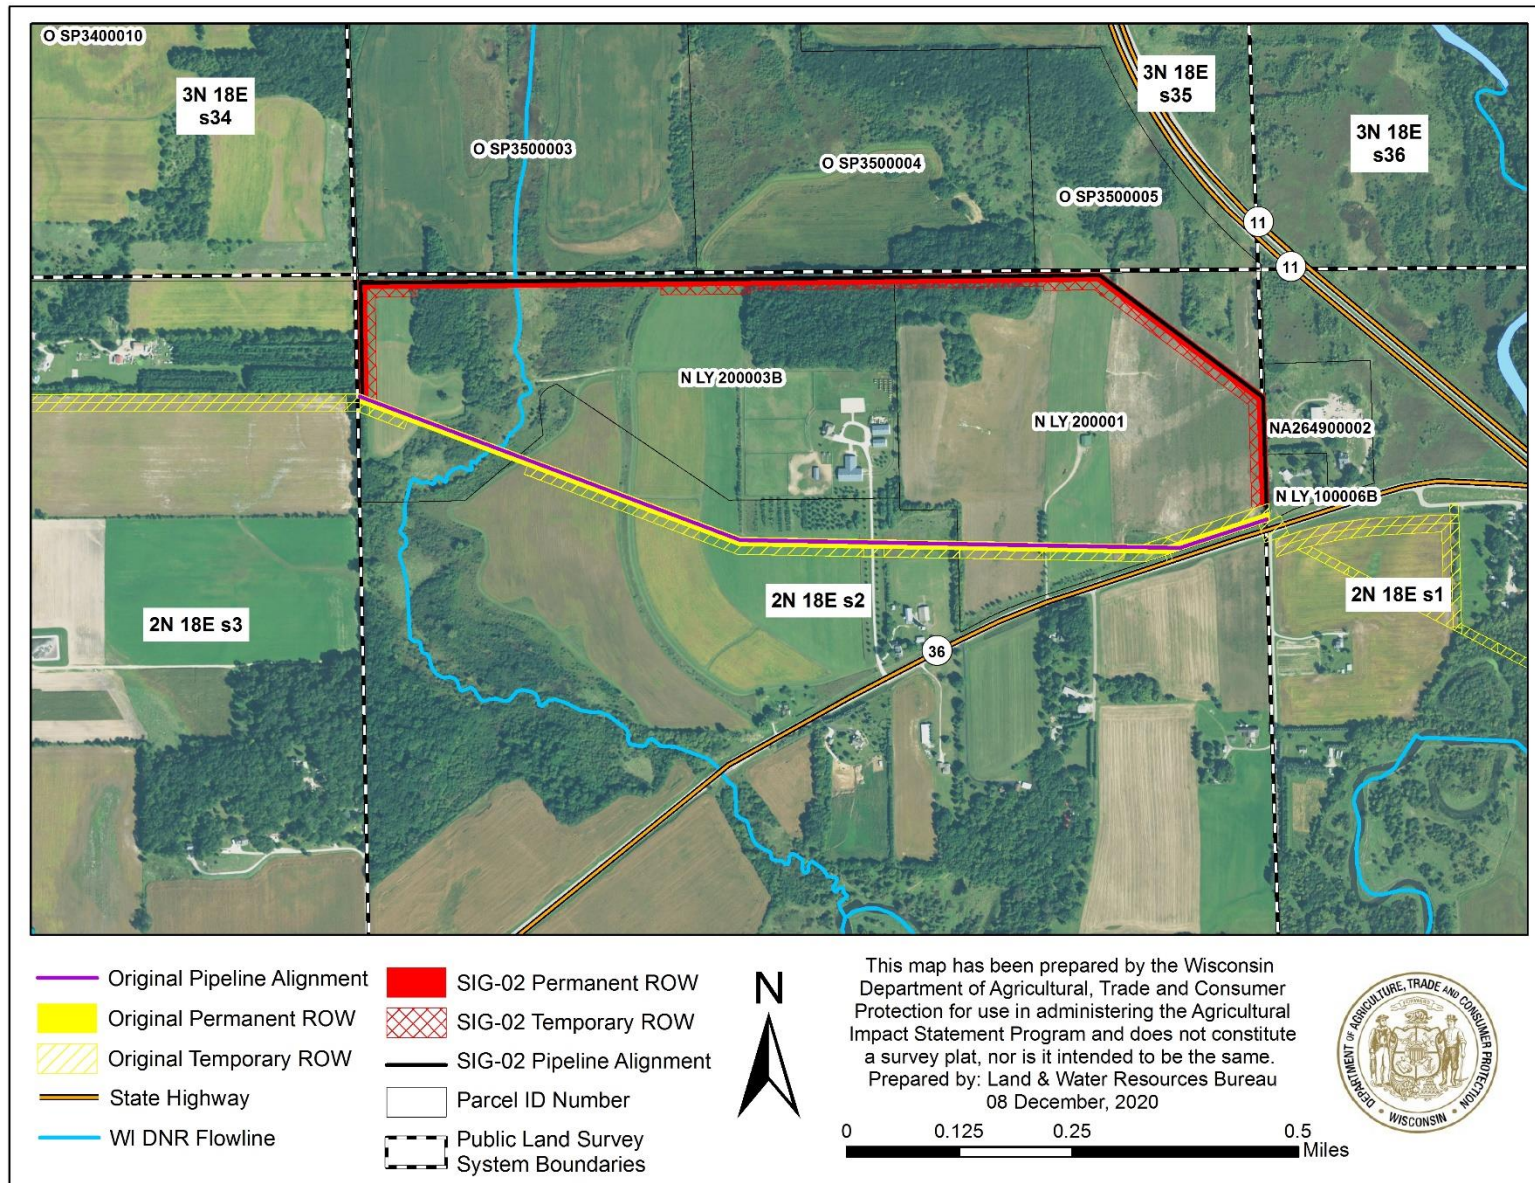 O SP3400010
3N 18E
s34
O SP3500003
O SP3500004
3N 18E
s35
O SP3500005
3N 18E
s36
11
11
N LY 200003B
N LY 200001
NA264900002
N LY 100006B
2N 18E s3
2N 18E s2
2N 18E s1
36
Original Pipeline Alignment
Original Permanent ROW
Original Temporary ROW
State Highway
WI DNR Flowline
SIG-02 Permanent ROW
SIG-02 Temporary ROW
SIG-02 Pipeline Alignment
Parcel ID Number
Public Land Survey
System Boundaries
N
This map has been prepared by the Wisconsin
Department of Agricultural, Trade and Consumer
Protection for use in administering the Agricultural
Impact Statement Program and does not constitute
a survey plat, nor is it intended to be the same.
Prepared by: Land & Water Resources Bureau
08 December, 2020
0 0.125 0.25 0.5
Miles
DEPARTMENT OF AGRICULTURE, TRADE AND CONSUMER PROTECTION
WISCONSIN